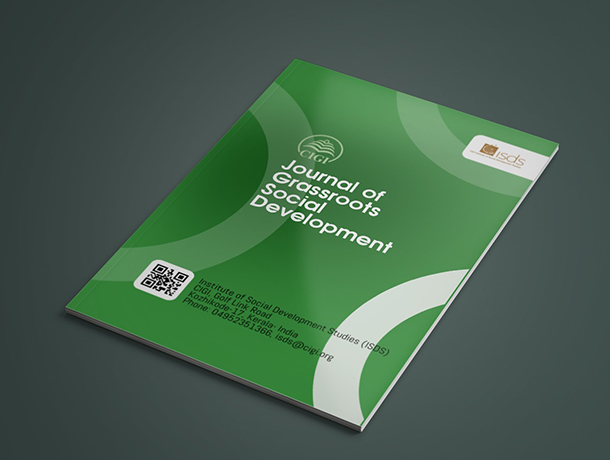 CIGI
isds
Journal of
Grassroots
Social
Development
Institute of Social Development Studies (ISDS)
CIGI, Golf Link Road
Kozhikode-17, Kerala- India
Phone: 04952351366, isds@cigi.org